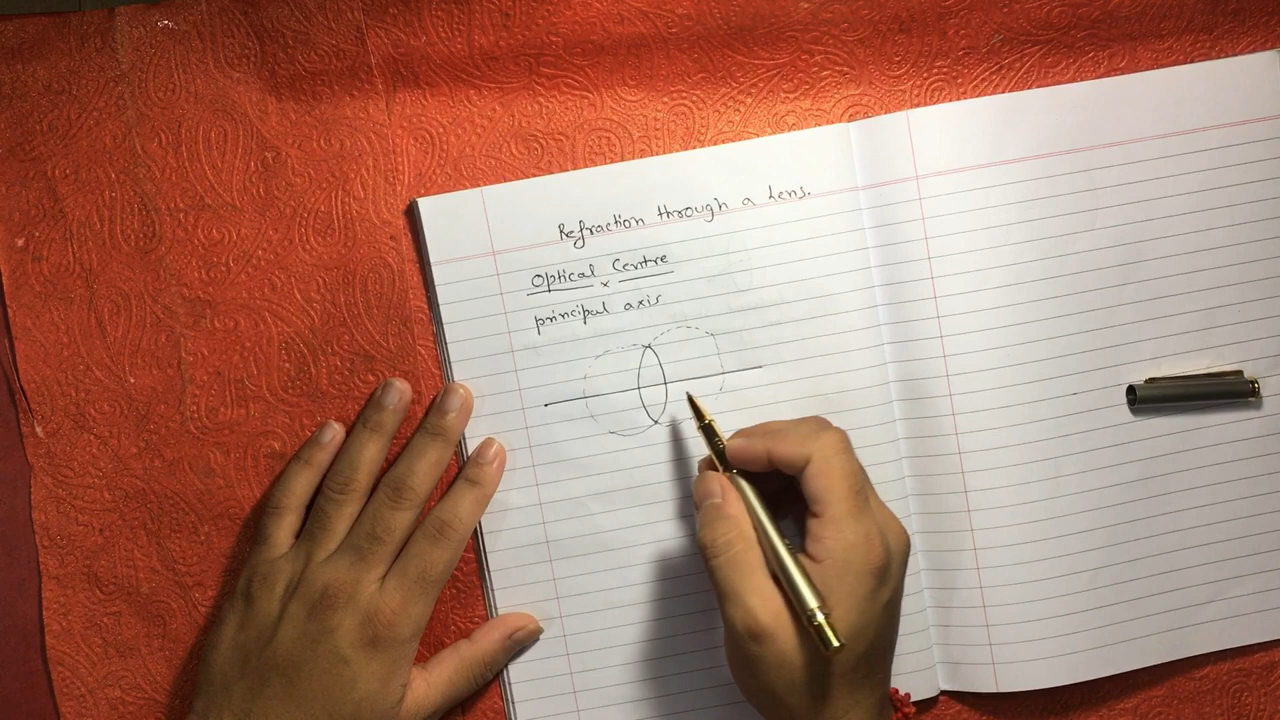 Refraction through a Lens.
Optical Centre
x
principal axis